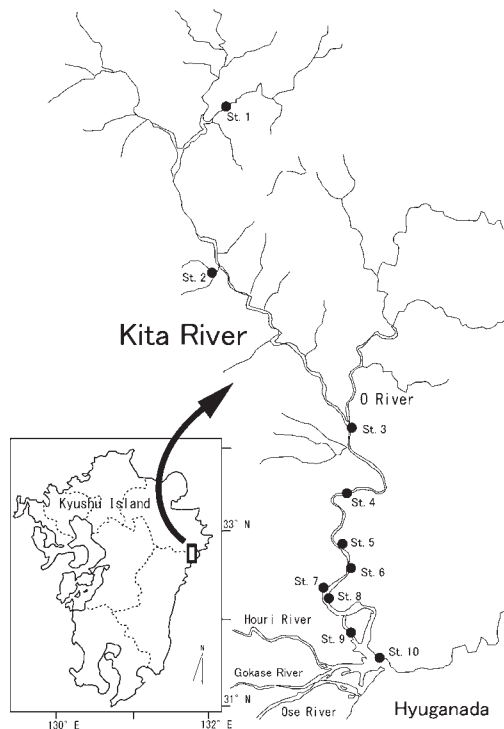 St. 1
St. 2
Kita River
O River
St. 3
St. 4
St. 5
St. 6
St. 7
St. 8
St. 9
St. 10
Houri River
Gokase River
Ose River
Hyuganada
Kyushu Island
33° N
N
31° N
130° E
132° E